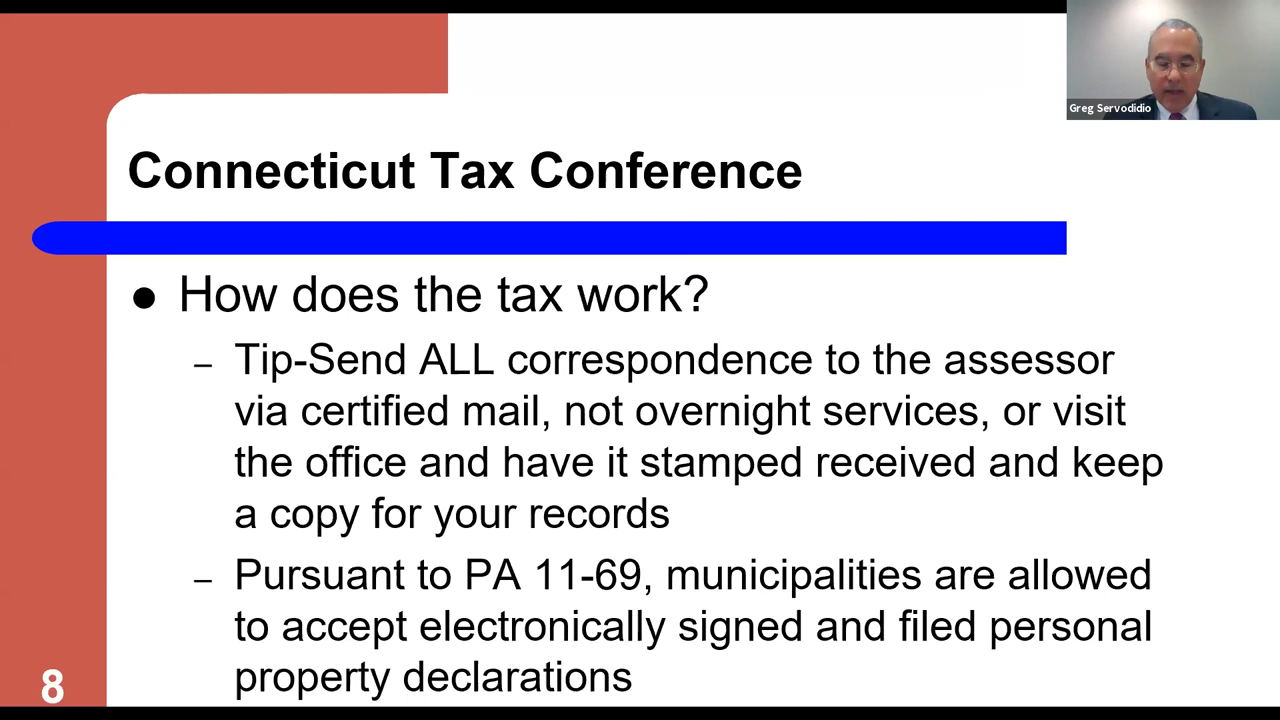 Greg Servodidio
Connecticut Tax Conference
● How does the tax work?
– Tip-Send ALL correspondence to the assessor
via certified mail, not overnight services, or visit
the office and have it stamped received and keep
a copy for your records
– Pursuant to PA 11-69, municipalities are allowed
to accept electronically signed and filed personal
property declarations
8